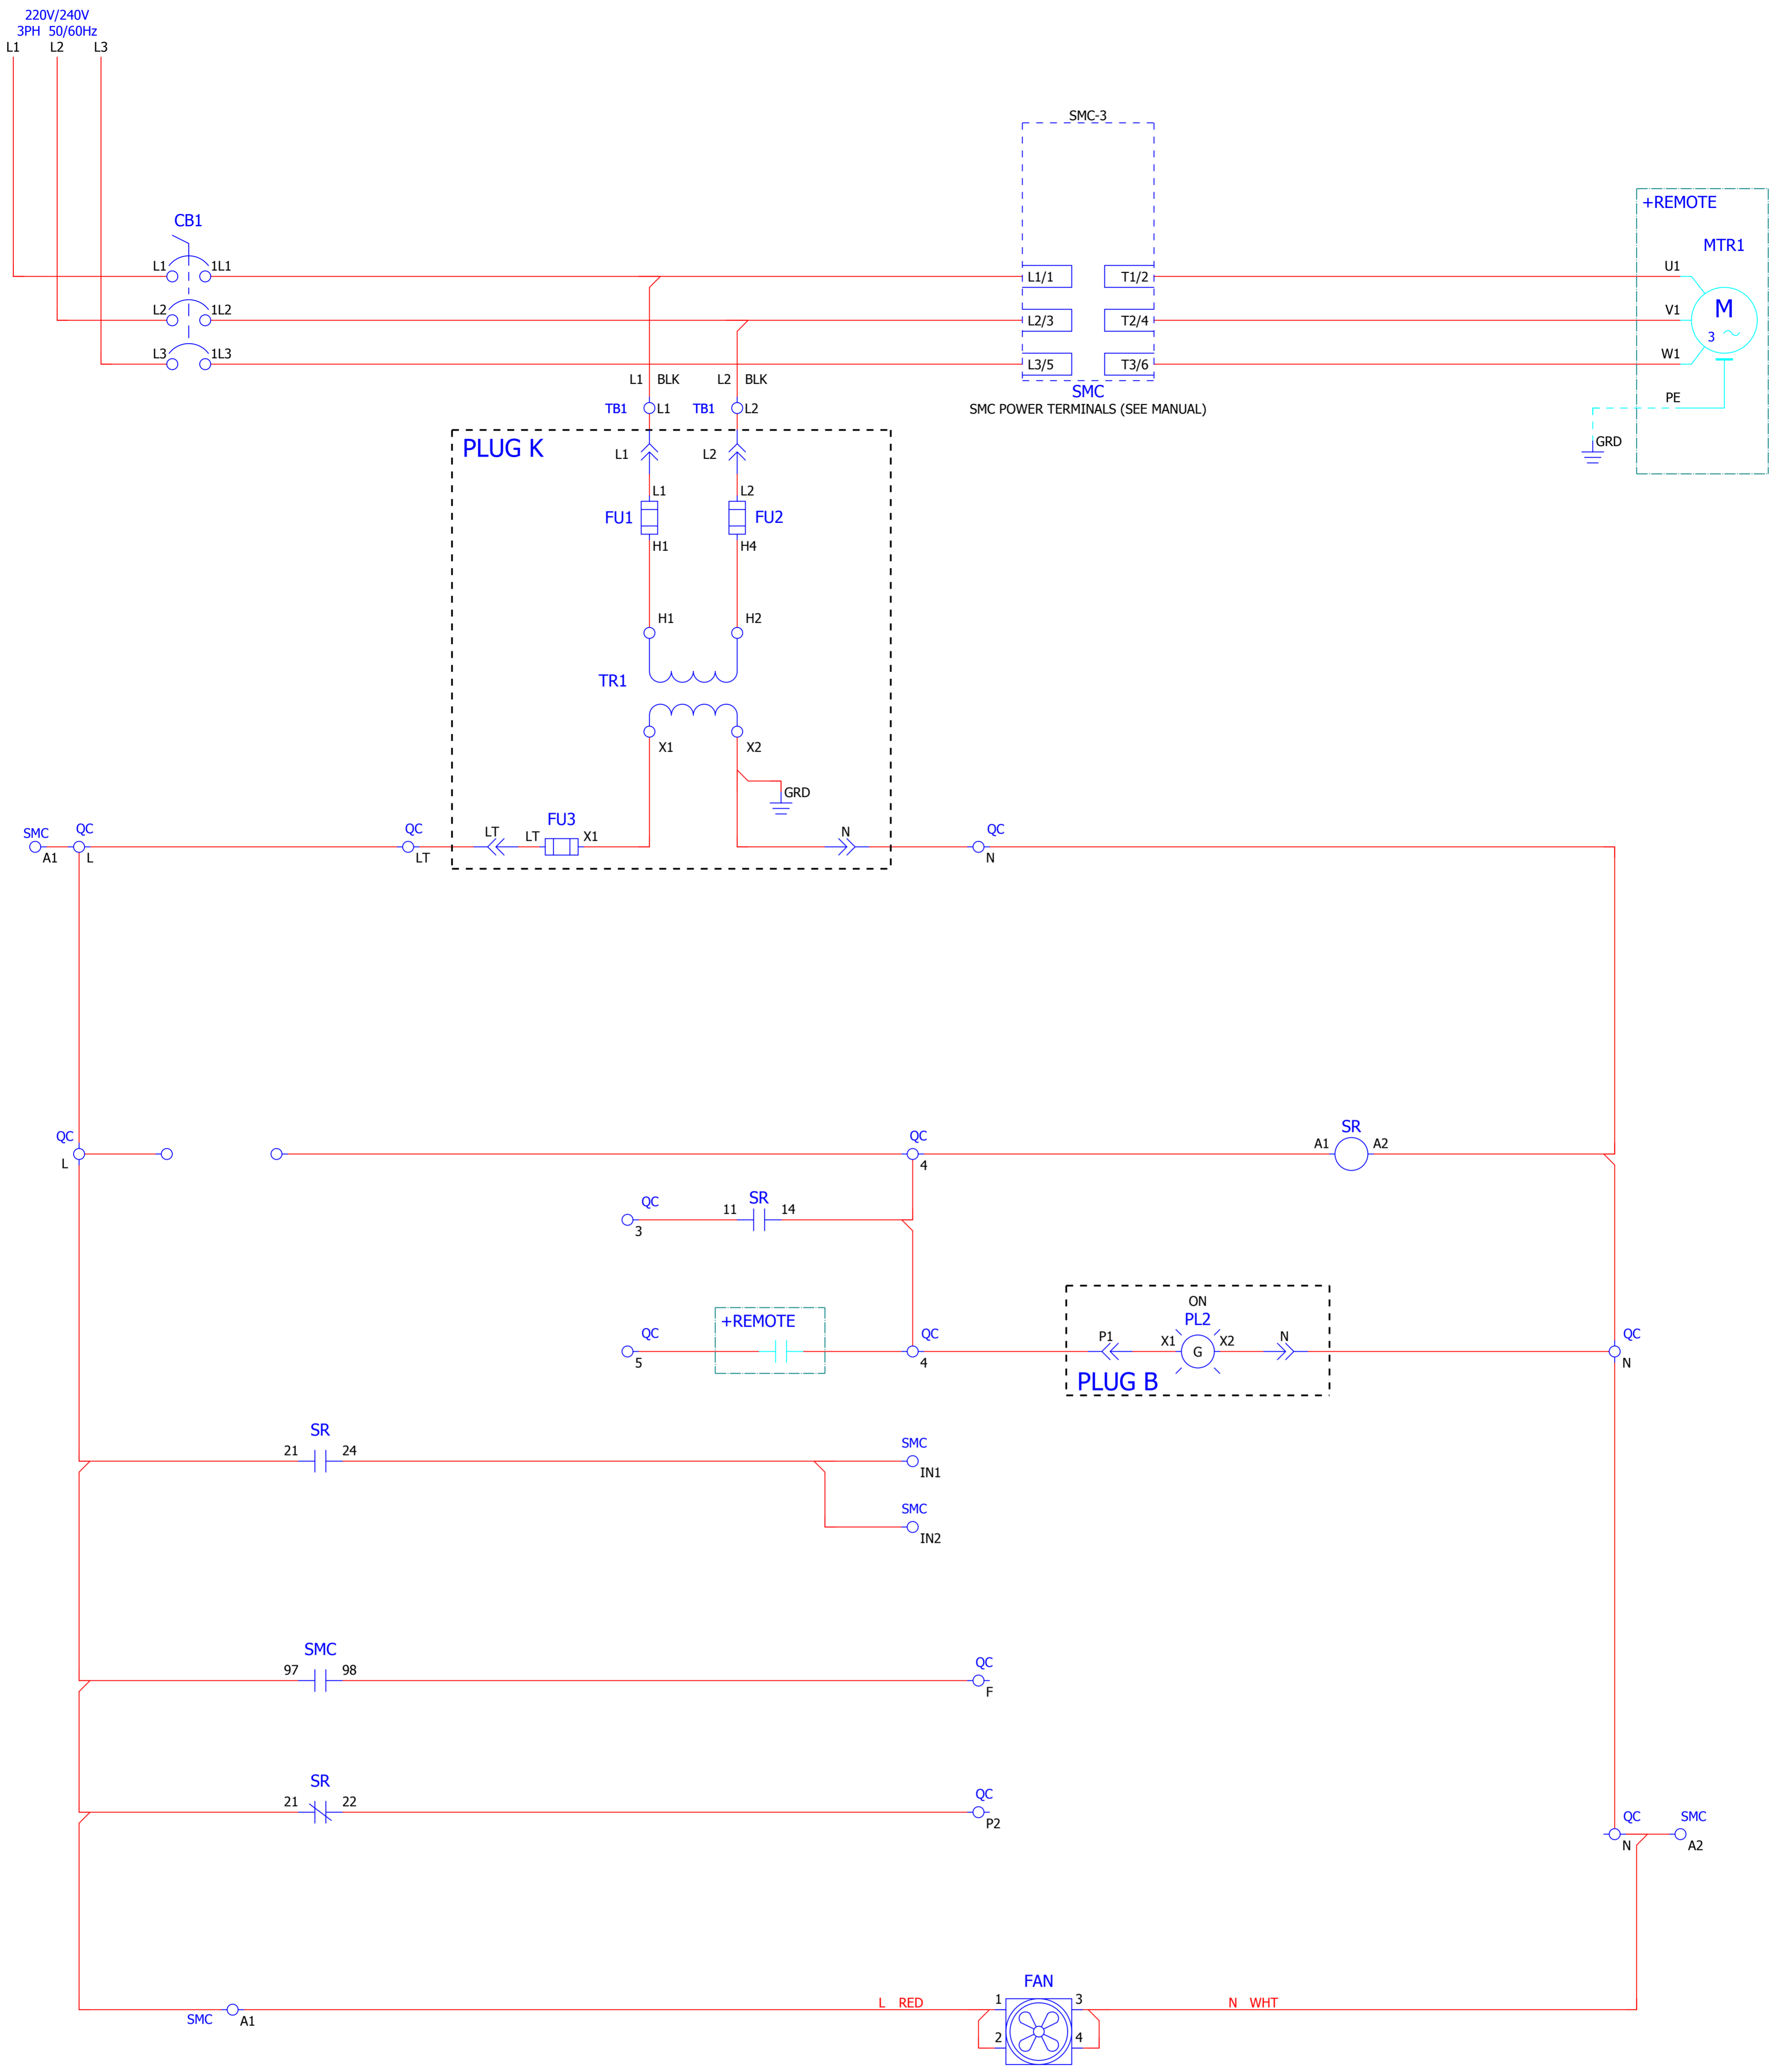 220V/240V
3PH 50/60Hz
L1 L2 L3
SMC-3
CB1
+REMOTE
MTR1
L1 1L1
L1/1 T1/2
U1
L2 1L2
L2/3 T2/4
V1
M
3
L3 1L3
L3/5 T3/6
W1
L1 BLK L2 BLK
SMC
SMC POWER TERMINALS (SEE MANUAL)
PE
TB1 L1 TB1 L2
GRD
PLUG K
L1 L2
L1 L2
FU1 FU2
H1 H4
H1 H2
TR1
X1 X2
GRD
FU3
SMC QC QC LT LT X1 N QC
A1 L LT N
QC QC SR
A1 A2
L 4
QC 11 SR 14
3
ON
+REMOTE PL2
QC QC P1 X1 X2 N QC
G
5 4 N
PLUG B
SR
21 24
SMC
IN1
SMC
IN2
SMC
97 98
QC
F
SR
21 22
QC
P2
QC SMC
N A2
FAN
L RED 1 3 N WHT
SMC A1
2 4